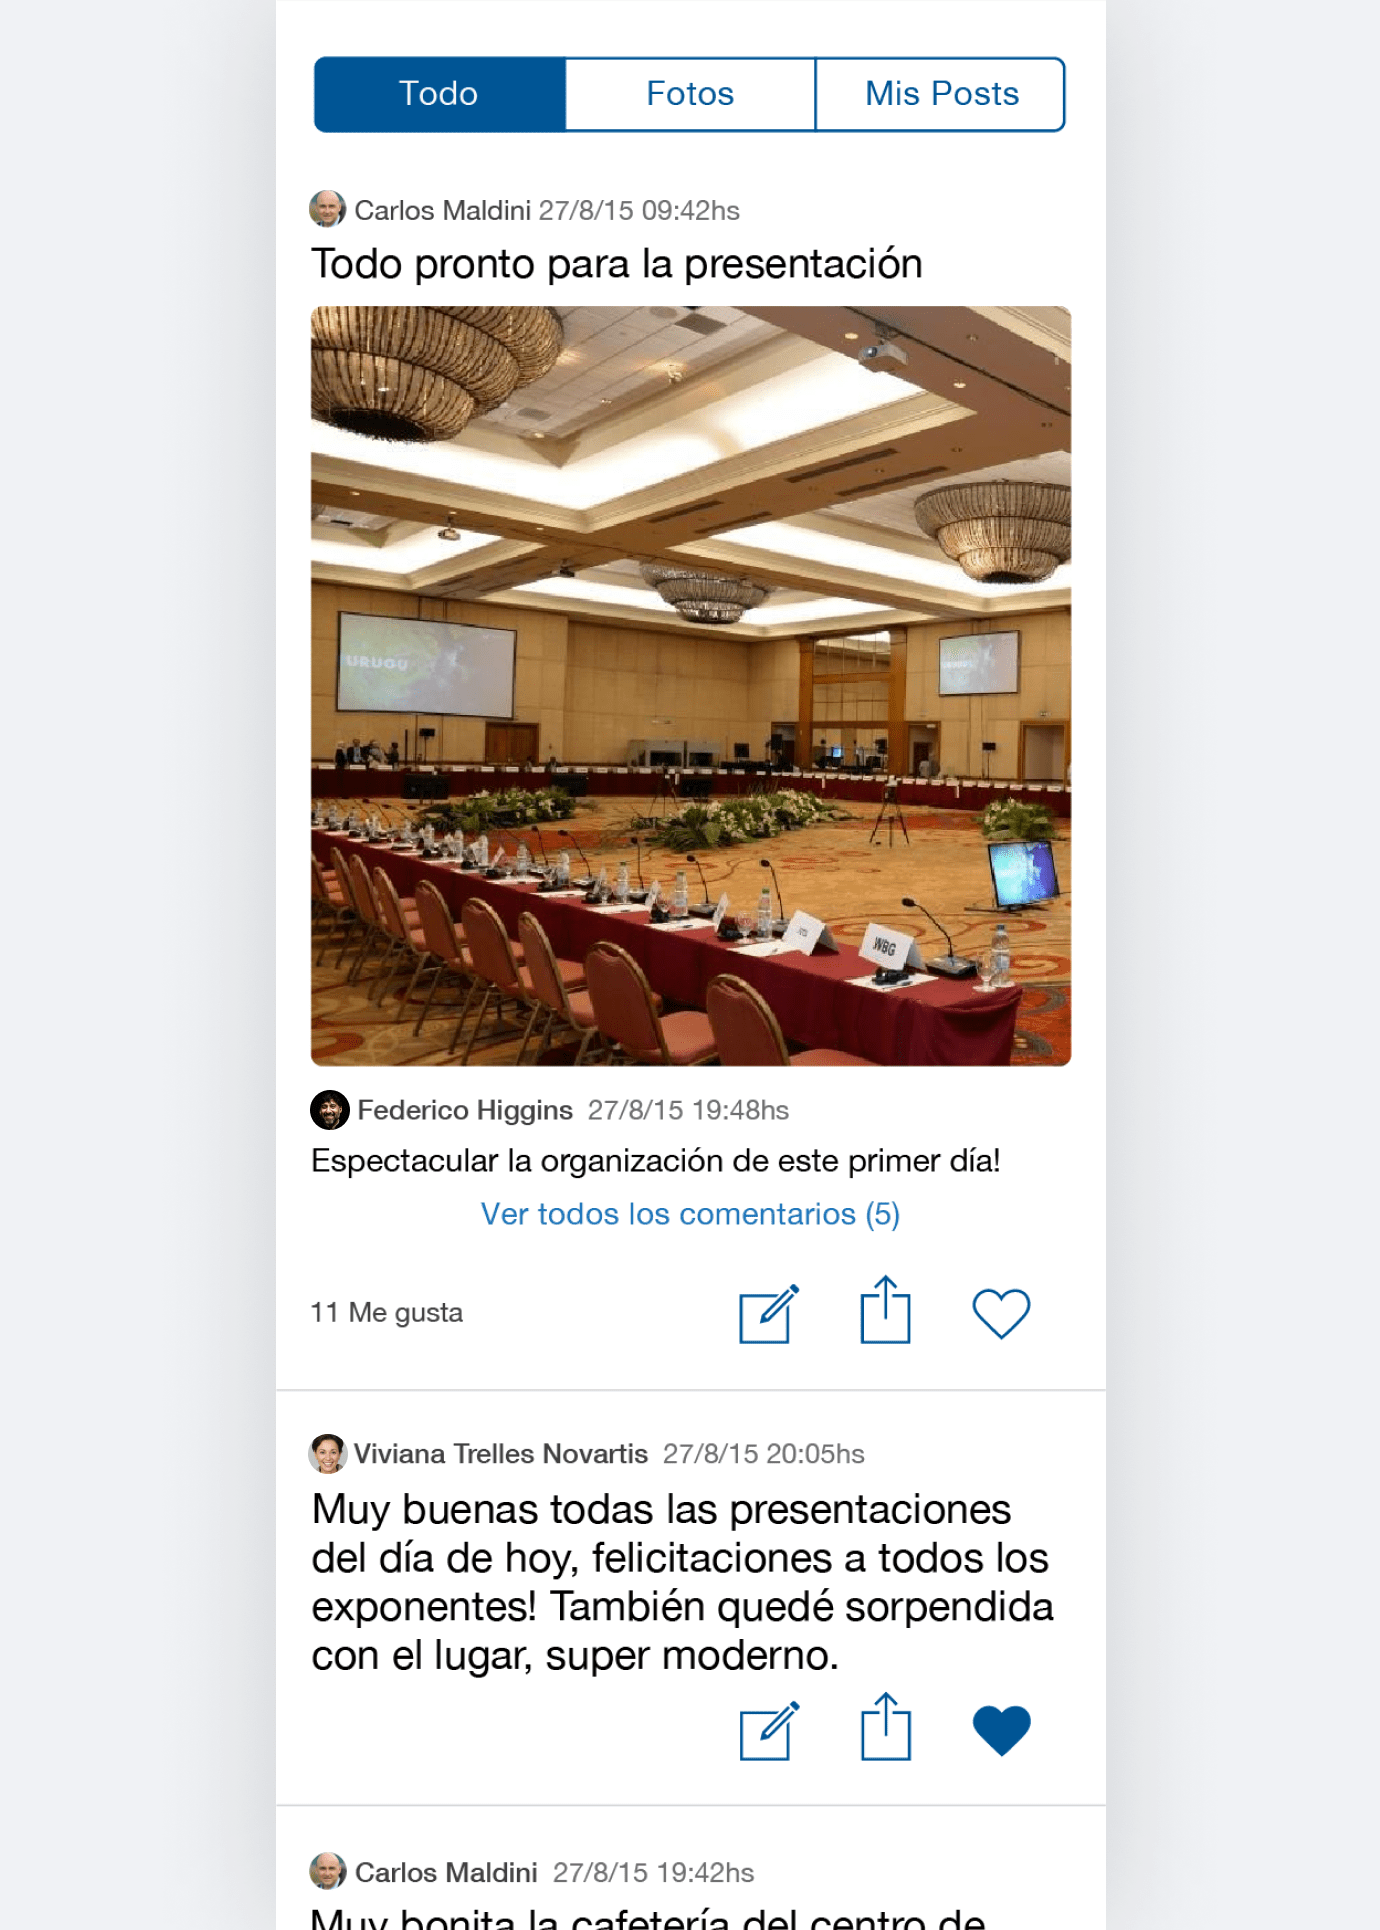 Todo
Fotos
Mis Posts
Carlos Maldini 27/8/15 09:42hs
Todo pronto para la presentación
URUGU
WBG
Federico Higgins 27/8/15 19:48hs
Espectacular la organización de este primer día!
Ver todos los comentarios (5)
11 Me gusta
Viviana Trelles Novartis 27/8/15 20:05hs
Muy buenas todas las presentaciones
del día de hoy, felicitaciones a todos los
exponentes! También quedé sorpendida
con el lugar, super moderno.
Carlos Maldini 27/8/15 19:42hs
Muy bonita la cafetería del centro de